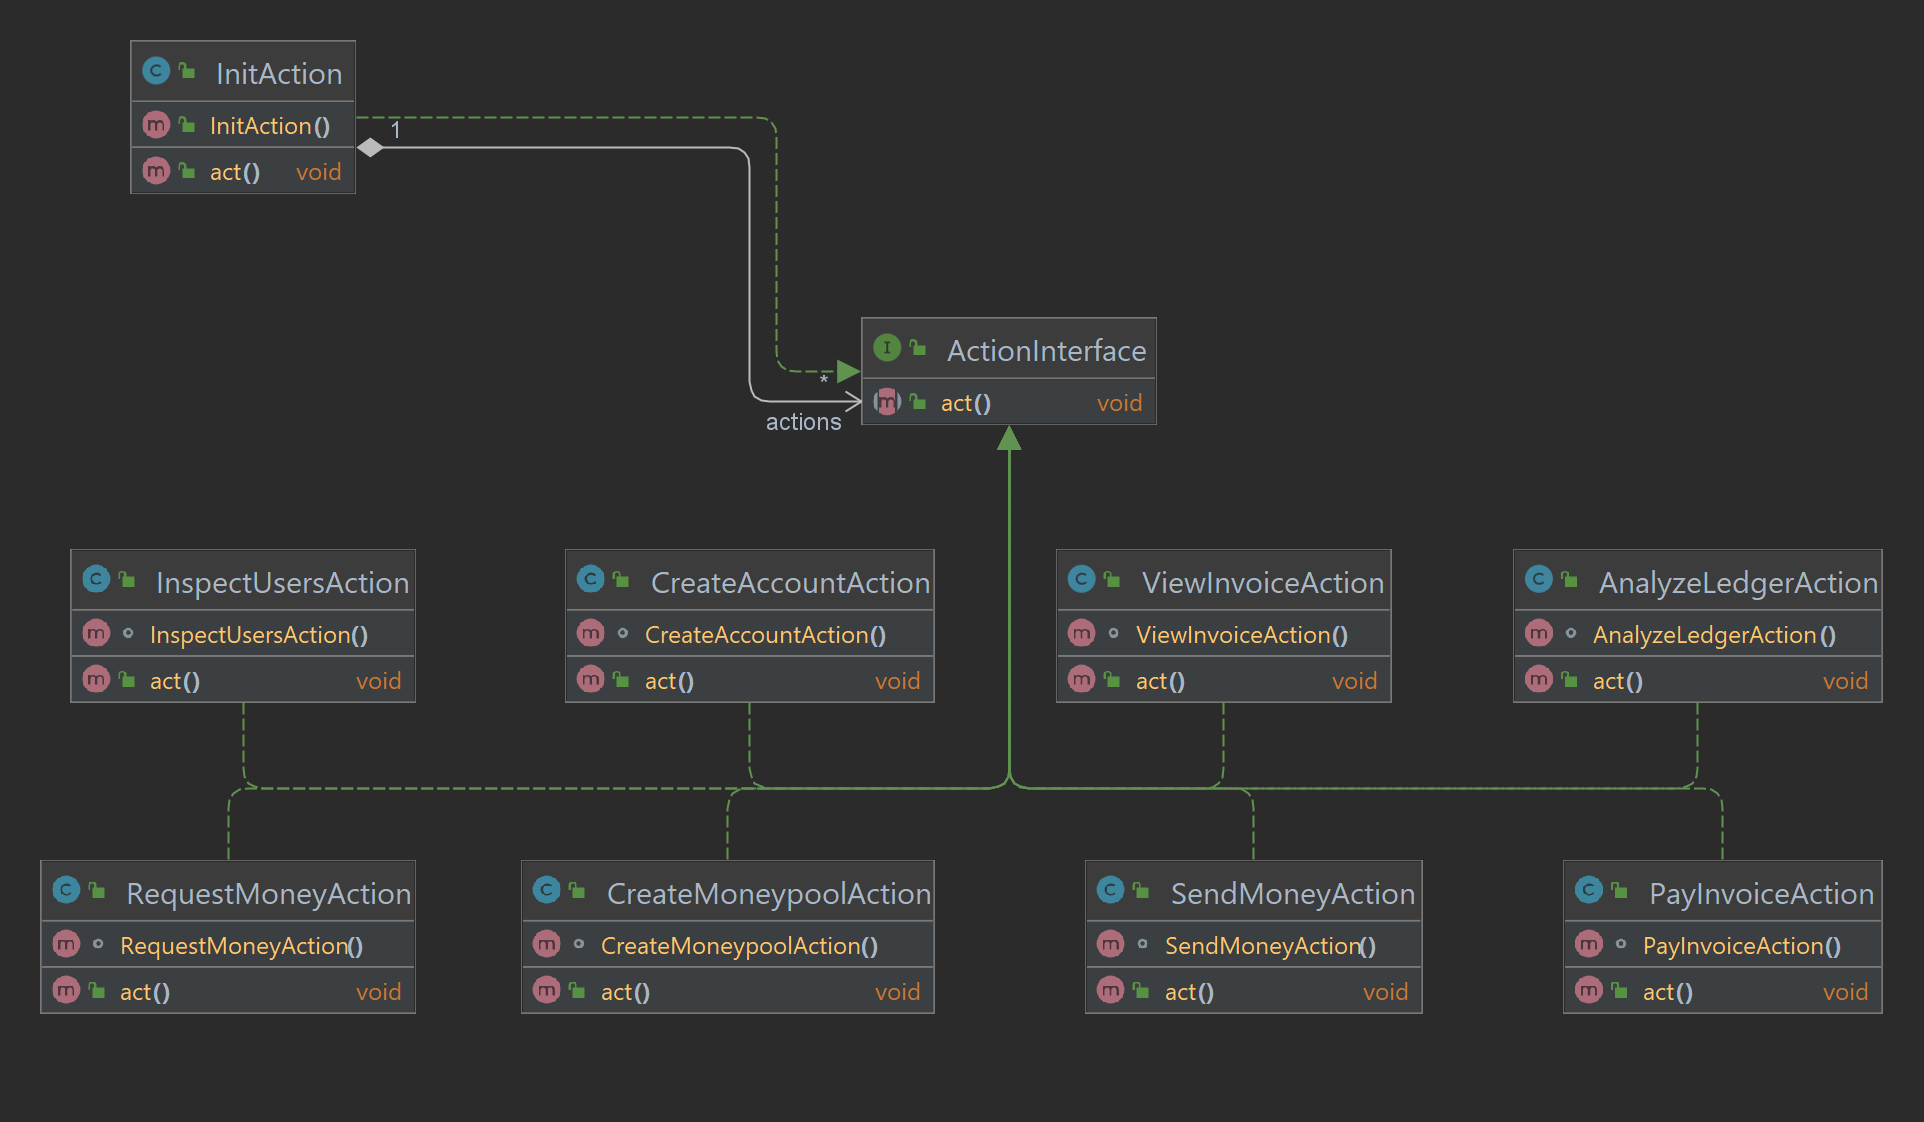 C InitAction
m InitAction()
m act() void
1
*
actions
I ActionInterface
m act() void
C InspectUsersAction
m InspectUsersAction()
m act() void
C CreateAccountAction
m CreateAccountAction()
m act() void
C ViewInvoiceAction
m ViewInvoiceAction()
m act() void
C AnalyzeLedgerAction
m AnalyzeLedgerAction()
m act() void
C RequestMoneyAction
m RequestMoneyAction()
m act() void
C CreateMoneypoolAction
m CreateMoneypoolAction()
m act() void
C SendMoneyAction
m SendMoneyAction()
m act() void
C PayInvoiceAction
m PayInvoiceAction()
m act() void